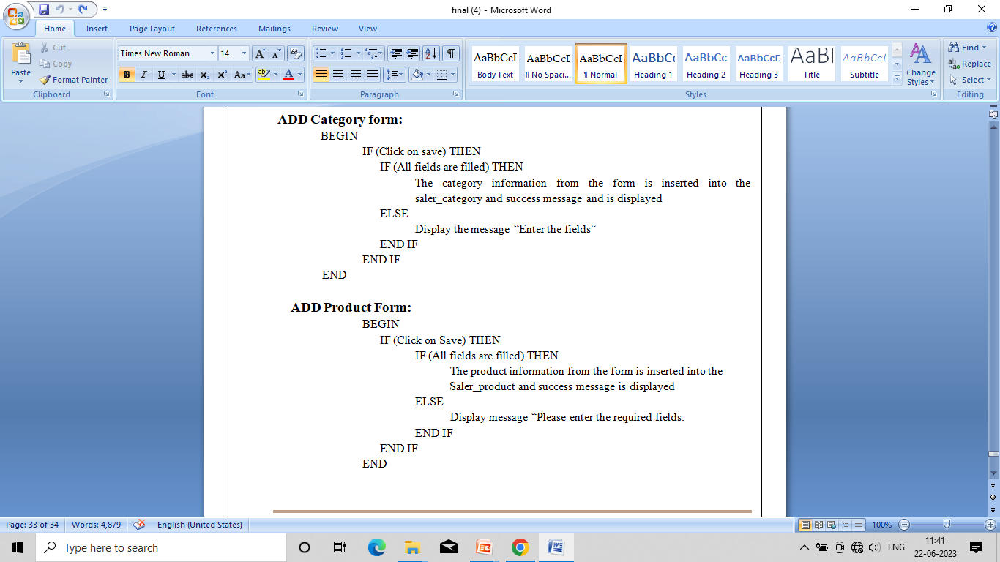 final (4) - Microsoft Word
Home Insert Page Layout References Mailings Review View
Paste
Cut
Copy
Format Painter
Clipboard
Times New Roman 14
B I U abc x₂ x² Aa
Font
Paragraph
AaBbCcI AaBbCcI AaBbCcI AaBbCc AaBbCc AaBbCcD AaBl AaBbCcL
Body Text ¶ No Spaci... ¶ Normal Heading 1 Heading 2 Heading 3 Title Subtitle
Change Styles
Styles
Find
Replace
Select
Editing
ADD Category form:
BEGIN
IF (Click on save) THEN
IF (All fields are filled) THEN
The category information from the form is inserted into the
saler_category and success message and is displayed
ELSE
Display the message “Enter the fields”
END IF
END IF
END
ADD Product Form:
BEGIN
IF (Click on Save) THEN
IF (All fields are filled) THEN
The product information from the form is inserted into the
Saler_product and success message is displayed
ELSE
Display message “Please enter the required fields.
END IF
END IF
END
Page: 33 of 34 Words: 4,879 English (United States) 100%
Type here to search
ENG
11:41
22-06-2023